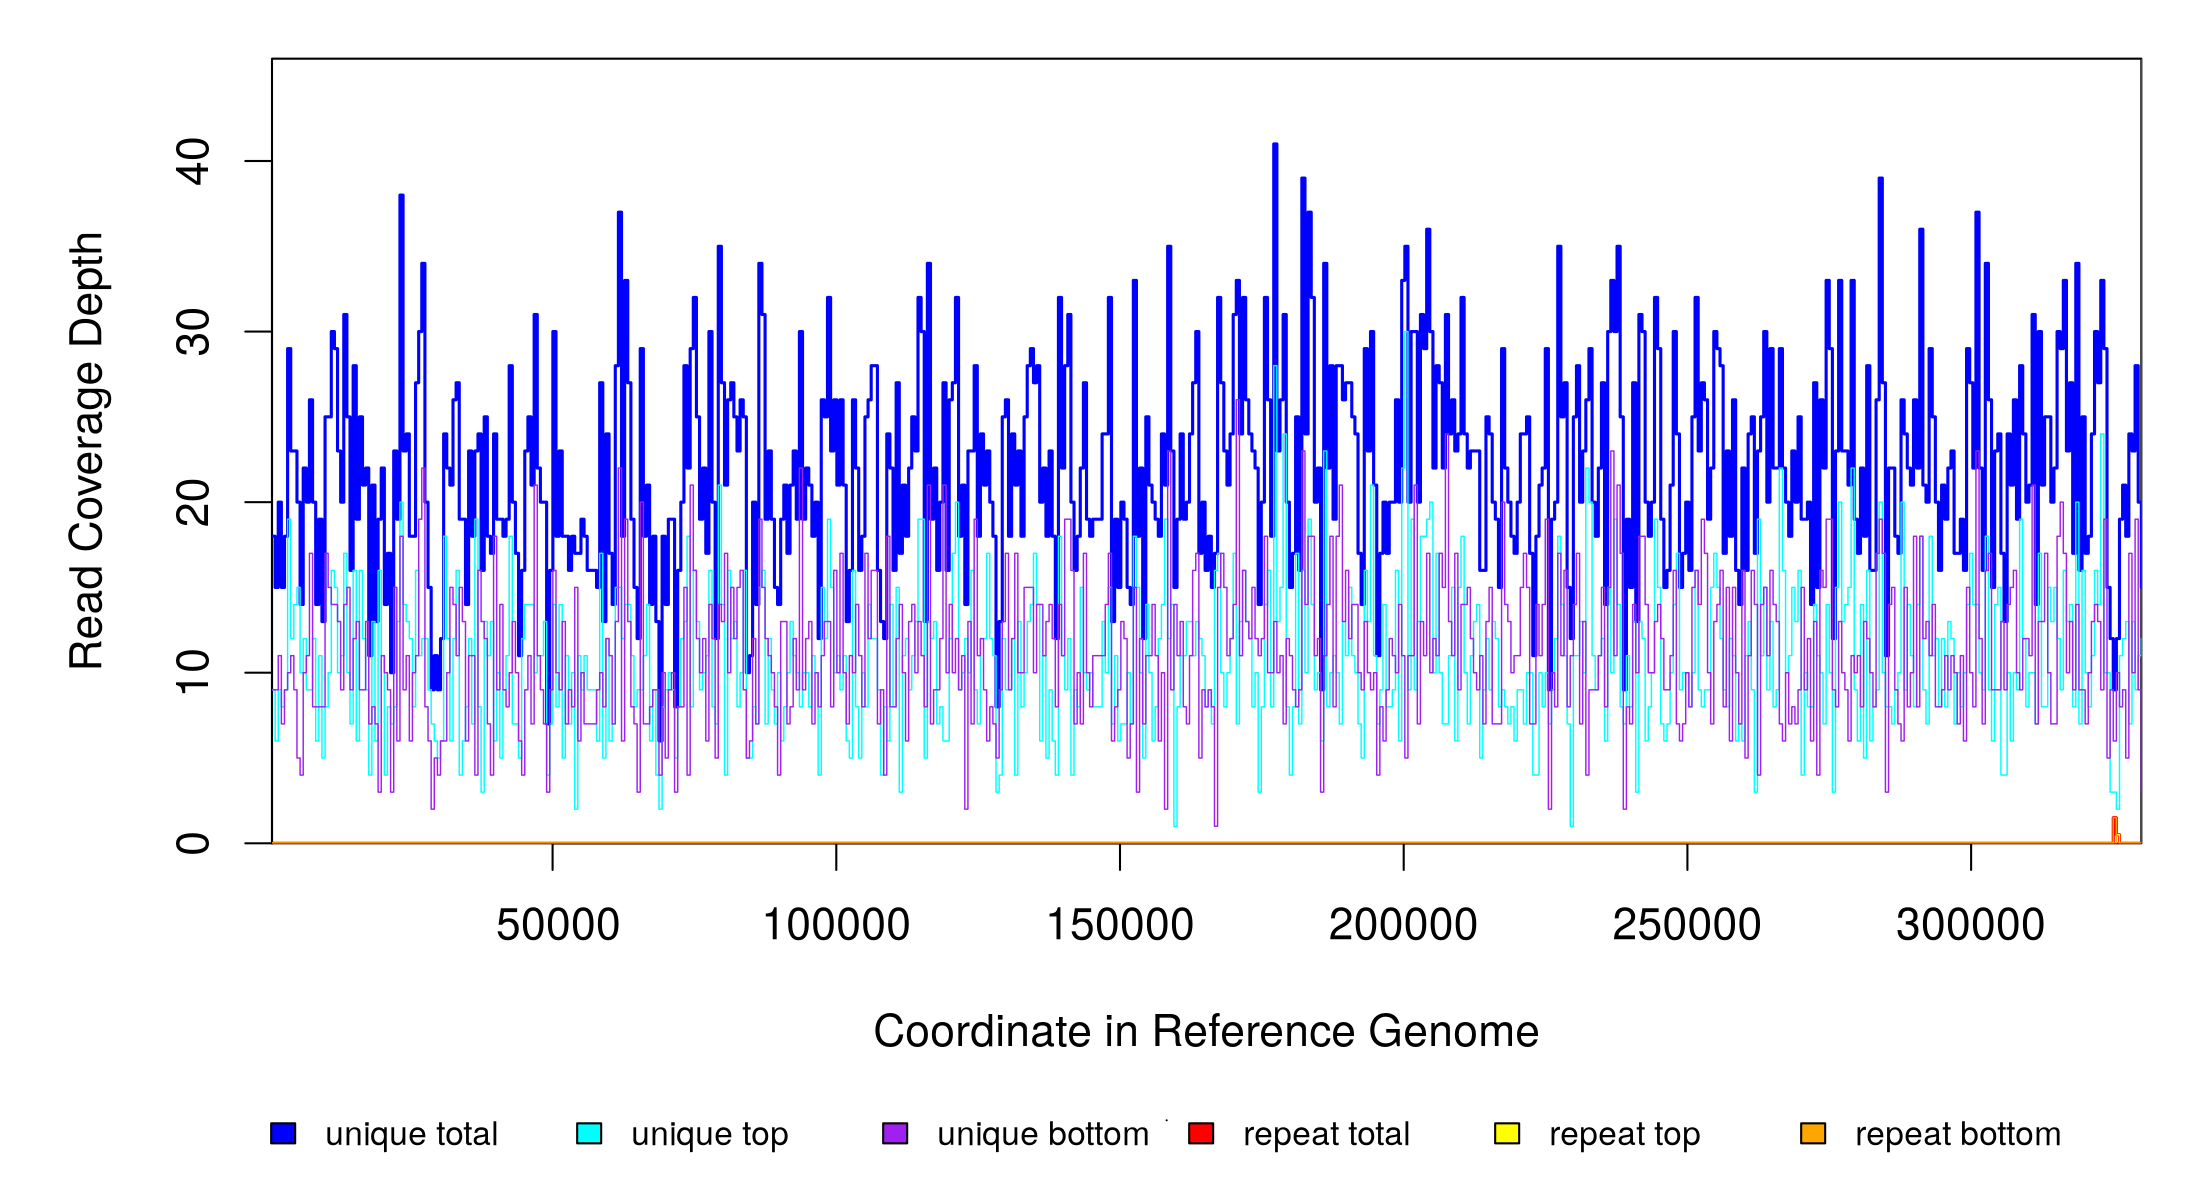 Read Coverage Depth
40
30
20
10
0
50000 100000 150000 200000 250000 300000
Coordinate in Reference Genome
unique total unique top unique bottom repeat total repeat top repeat bottom